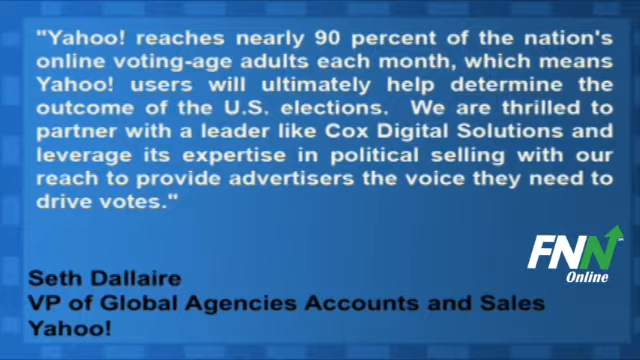 "Yahoo! reaches nearly 90 percent of the nation's
online voting-age adults each month, which means
Yahoo! users will ultimately help determine the
outcome of the U.S. elections. We are thrilled to
partner with a leader like Cox Digital Solutions and
leverage its expertise in political selling with our
reach to provide advertisers the voice they need to
drive votes."
FNN
Online
Seth Dallaire
VP of Global Agencies Accounts and Sales
Yahoo!